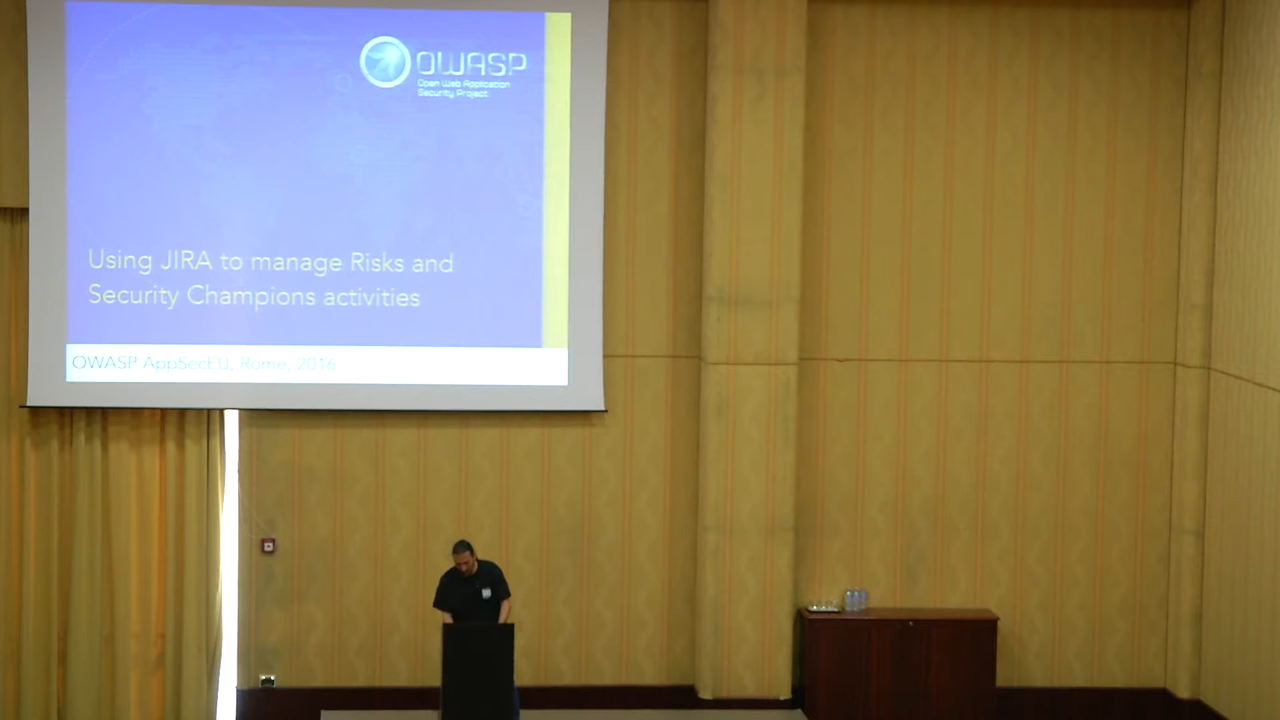 OWASP
Open Web Application
Security Project
Using JIRA to manage Risks and
Security Champions activities
OWASP AppSecEU, Rome, 2016